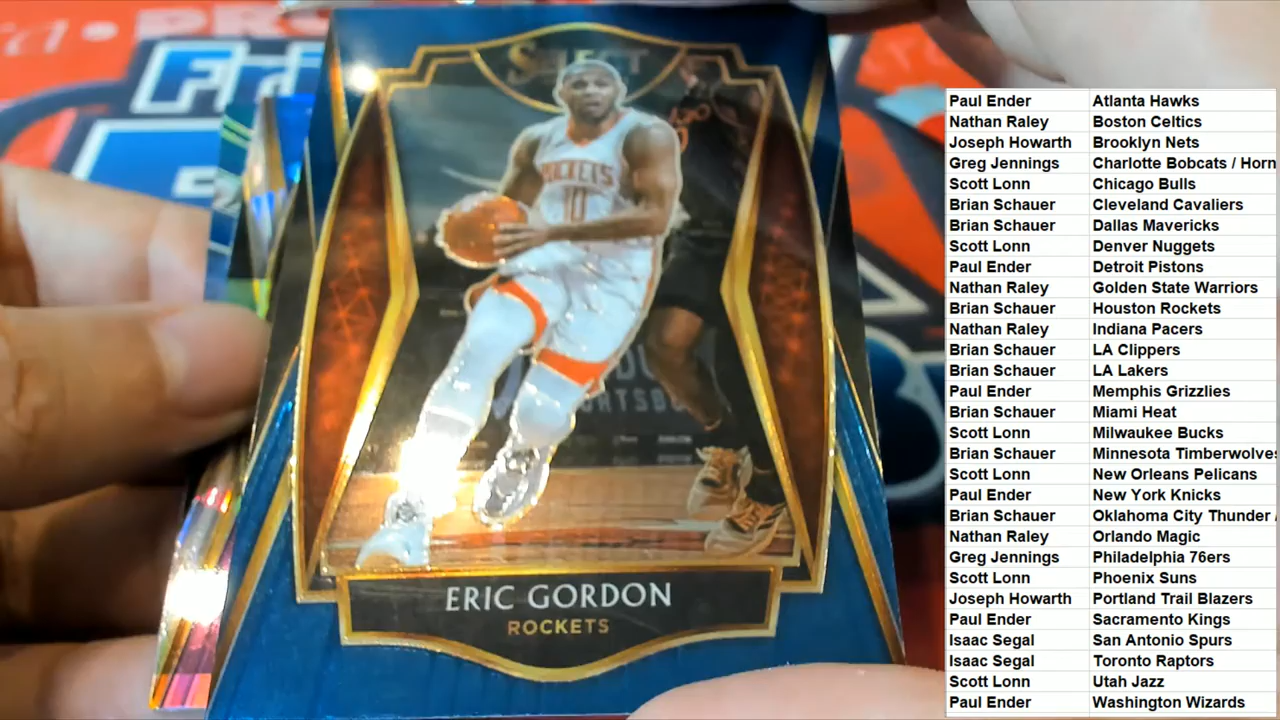 SELECT
ROCKETS
10
ERIC GORDON
ROCKETS
Paul Ender Atlanta Hawks
Nathan Raley Boston Celtics
Joseph Howarth Brooklyn Nets
Greg Jennings Charlotte Bobcats / Horn
Scott Lonn Chicago Bulls
Brian Schauer Cleveland Cavaliers
Brian Schauer Dallas Mavericks
Scott Lonn Denver Nuggets
Paul Ender Detroit Pistons
Nathan Raley Golden State Warriors
Brian Schauer Houston Rockets
Nathan Raley Indiana Pacers
Brian Schauer LA Clippers
Brian Schauer LA Lakers
Paul Ender Memphis Grizzlies
Brian Schauer Miami Heat
Scott Lonn Milwaukee Bucks
Brian Schauer Minnesota Timberwolves
Scott Lonn New Orleans Pelicans
Paul Ender New York Knicks
Brian Schauer Oklahoma City Thunder /
Nathan Raley Orlando Magic
Greg Jennings Philadelphia 76ers
Scott Lonn Phoenix Suns
Joseph Howarth Portland Trail Blazers
Paul Ender Sacramento Kings
Isaac Segal San Antonio Spurs
Isaac Segal Toronto Raptors
Scott Lonn Utah Jazz
Paul Ender Washington Wizards